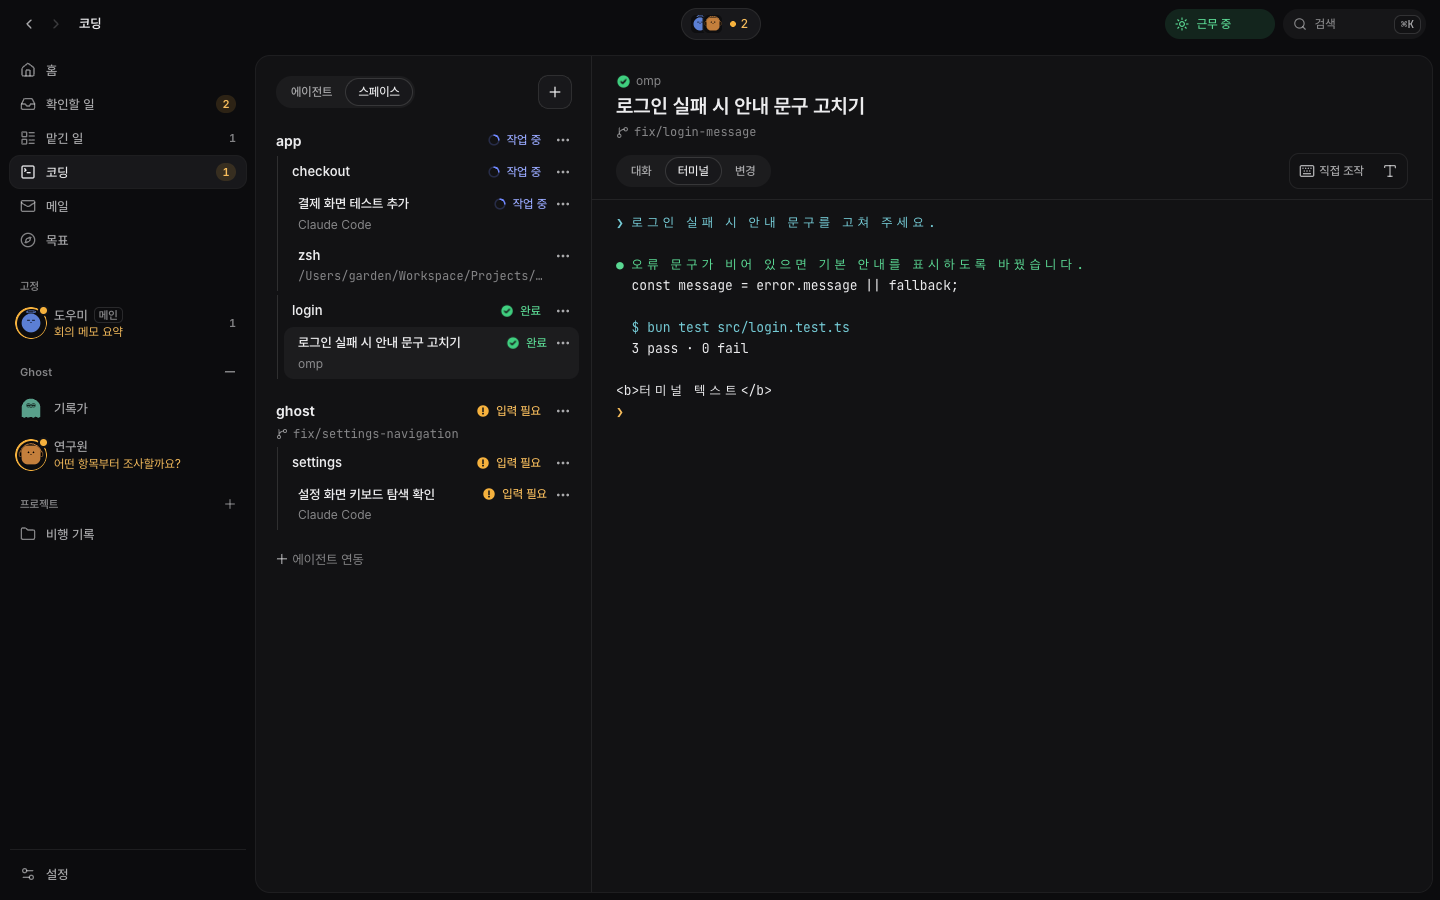 코딩
2
근무 중
검색
⌘K
홈
확인할 일
2
맡긴 일
1
코딩
1
메일
목표
고정
도우미
메인
회의 메모 요약
1
Ghost
기록가
연구원
어떤 항목부터 조사할까요?
프로젝트
비행 기록
설정
에이전트
스페이스
app
작업 중
checkout
작업 중
결제 화면 테스트 추가
작업 중
Claude Code
zsh
/Users/garden/Workspace/Projects/…
login
완료
로그인 실패 시 안내 문구 고치기
완료
omp
ghost
입력 필요
fix/settings-navigation
settings
입력 필요
설정 화면 키보드 탐색 확인
입력 필요
Claude Code
에이전트 연동
omp
로그인 실패 시 안내 문구 고치기
fix/login-message
대화
터미널
변경
직접 조작
❯ 로그인 실패 시 안내 문구를 고쳐 주세요.
● 오류 문구가 비어 있으면 기본 안내를 표시하도록 바꿨습니다.
const message = error.message || fallback;
$ bun test src/login.test.ts
3 pass · 0 fail
<b>터미널 텍스트</b>
❯